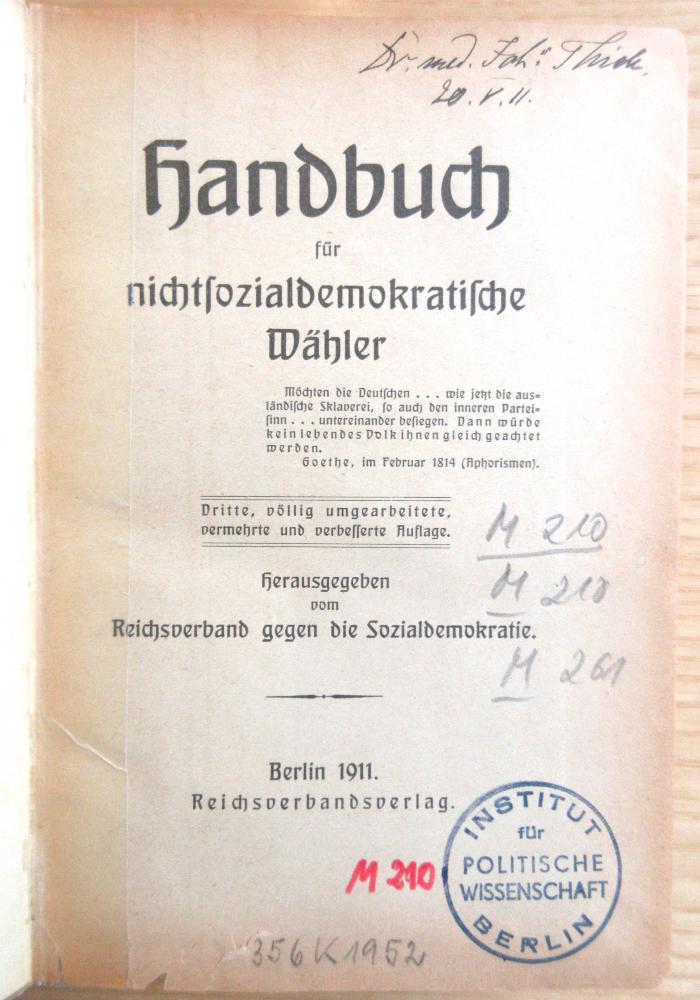 Dr. med. Joh.s
20. V. 11.
Handbuch
für
nichtſozialdemokratiſche
Wähler
Möchten die Deutſchen . . . wie jetzt die aus-
ländiſche Sklaverei, ſo auch den inneren Partei-
ſinn . . . untereinander beſiegen. Dann würde
kein lebendes Volk ihnen gleich geachtet
werden.
Goethe, im Februar 1814 (Aphorismen).
Dritte, völlig umgearbeitete,
vermehrte und verbeſſerte Auflage.
M 210
Herausgegeben
M 210
vom
Reichsverband gegen die Sozialdemokratie.
M 261
Berlin 1911.
Reichsverbandsverlag.
INSTITUT
für
POLITISCHE
WISSENSCHAFT
BERLIN
M 210
356K1952